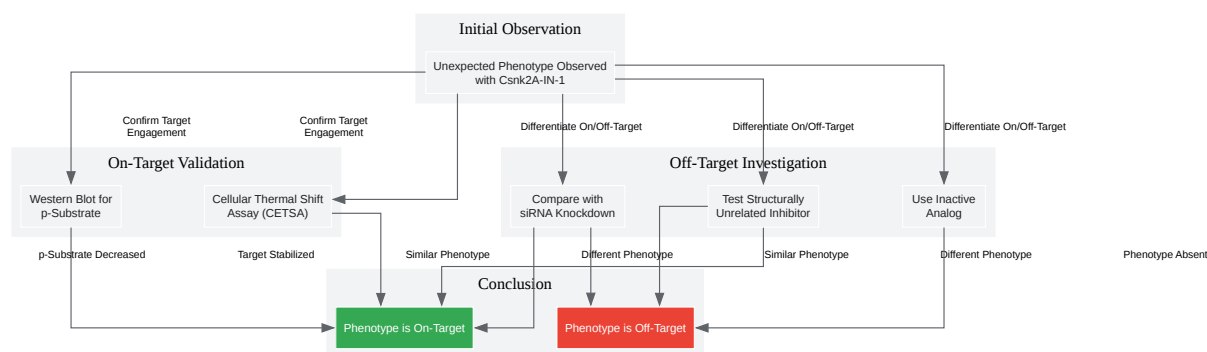 Initial Observation
Unexpected Phenotype Observed
with Csnk2A-IN-1
Confirm Target
Engagement
Confirm Target
Engagement
Differentiate On/Off-Target
Differentiate On/Off-Target
Differentiate On/Off-Target
On-Target Validation
Off-Target Investigation
Western Blot for
p-Substrate
Cellular Thermal Shift
Assay (CETSA)
Compare with
siRNA Knockdown
Test Structurally
Unrelated Inhibitor
Use Inactive
Analog
p-Substrate Decreased
Target Stabilized
Similar Phenotype
Different Phenotype
Similar Phenotype
Different Phenotype
Phenotype Absent
Conclusion
Phenotype is On-Target
Phenotype is Off-Target